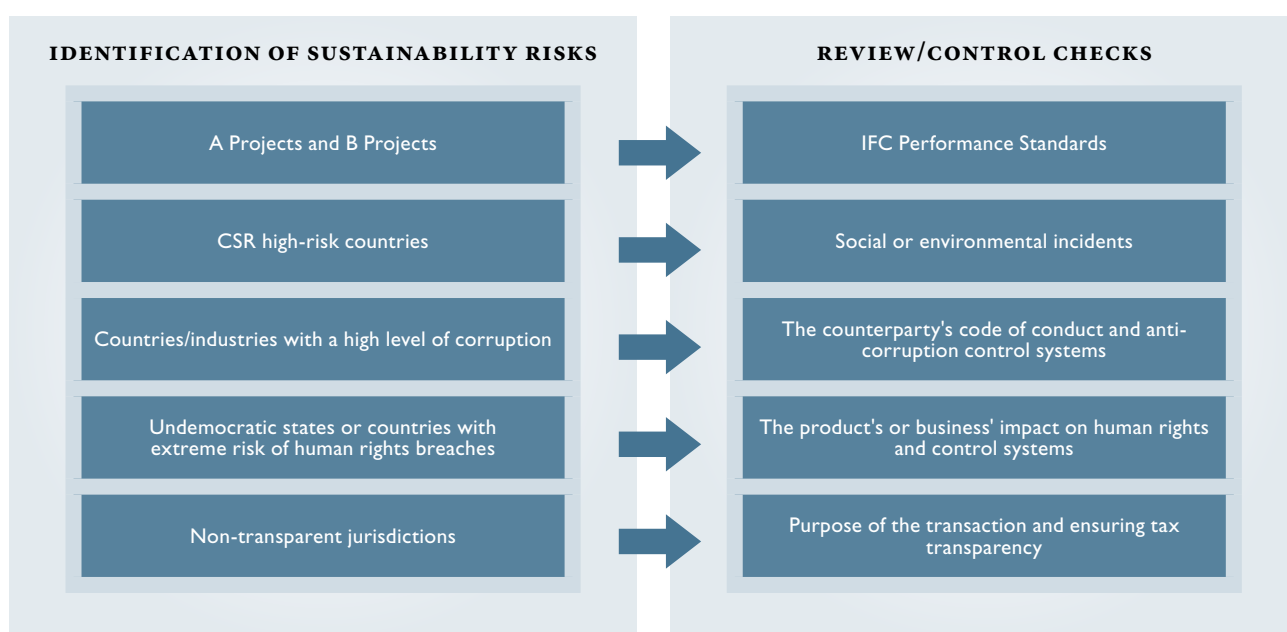 IDENTIFICATION OF SUSTAINABILITY RISKS
A Projects and B Projects
CSR high-risk countries
Countries/industries with a high level of corruption
Undemocratic states or countries with
extreme risk of human rights breaches
Non-transparent jurisdictions
REVIEW/CONTROL CHECKS
IFC Performance Standards
Social or environmental incidents
The counterparty's code of conduct and anti-
corruption control systems
The product's or business' impact on human rights
and control systems
Purpose of the transaction and ensuring tax
transparency